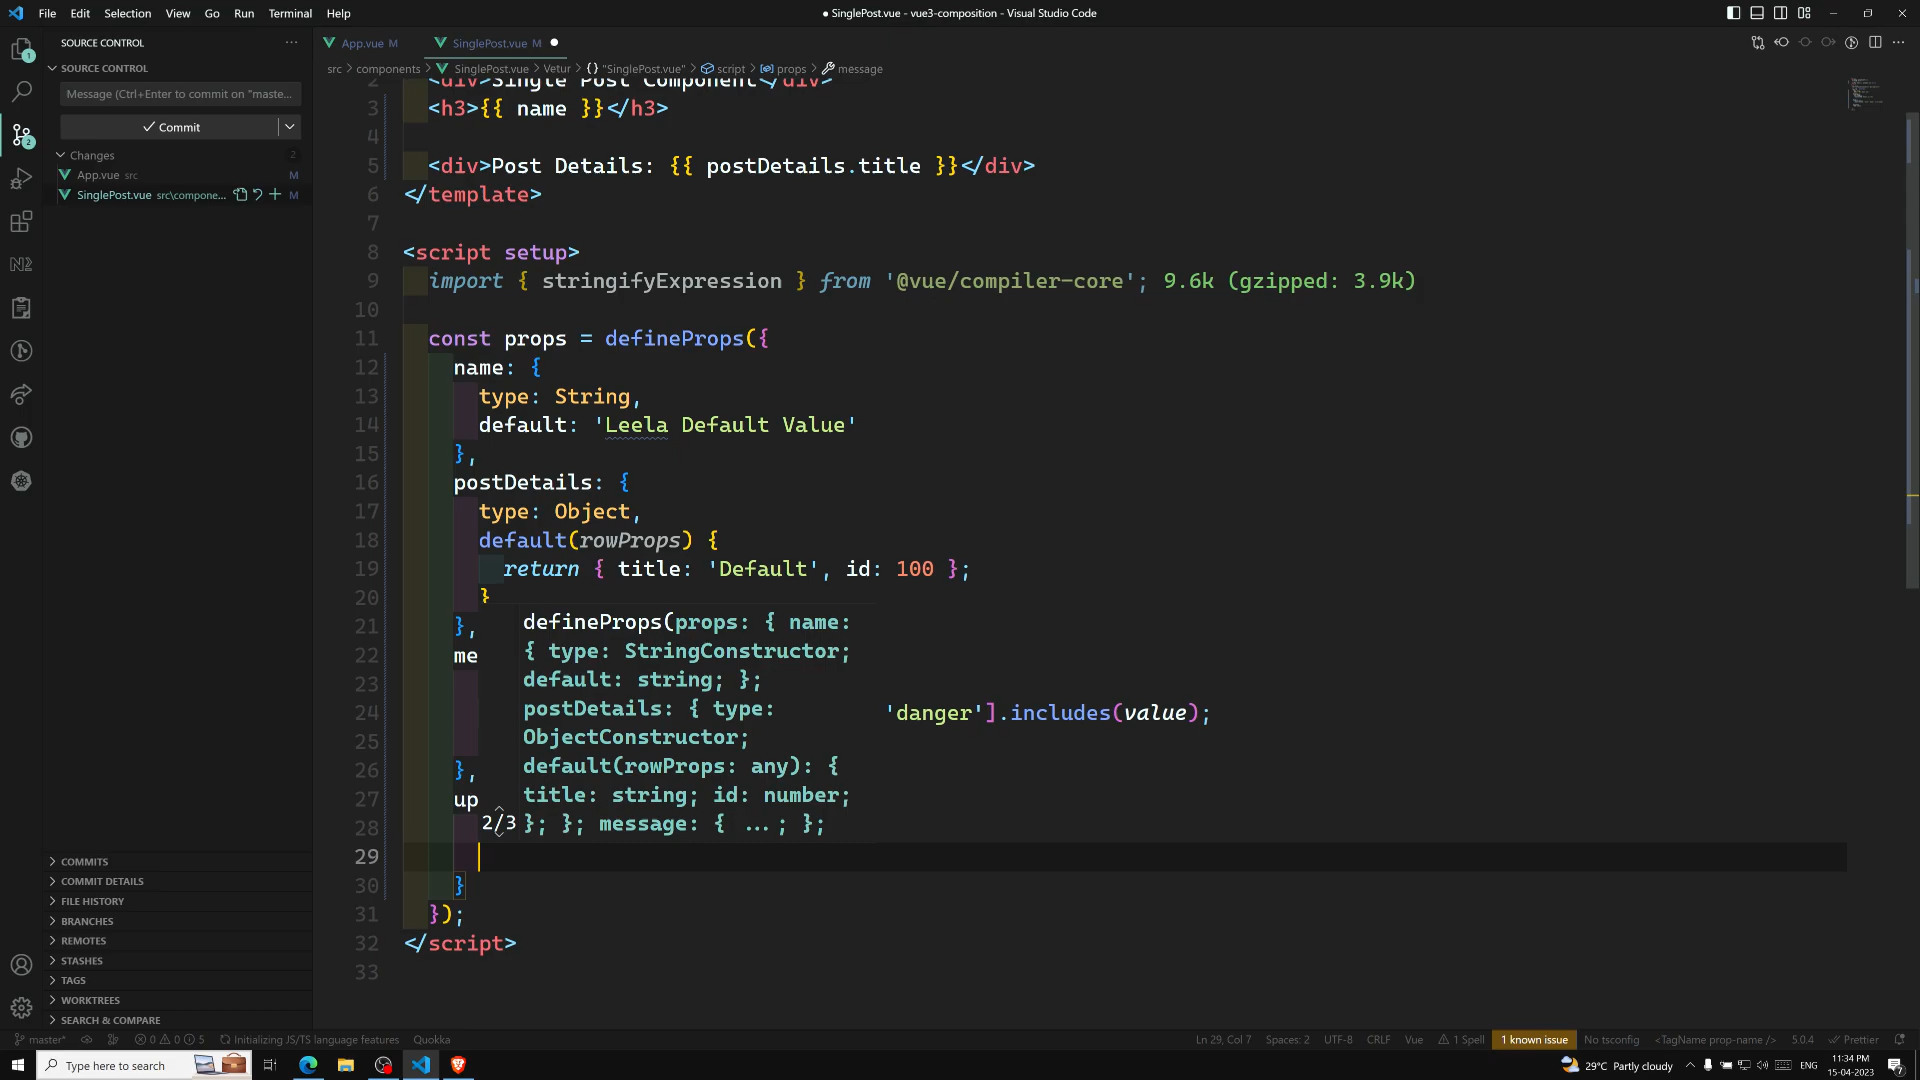 File Edit Selection View Go Run Terminal Help
● SinglePost.vue - vue3-composition - Visual Studio Code
SOURCE CONTROL
App.vue M
SinglePost.vue M
SOURCE CONTROL
src > components > SinglePost.vue > Vetur > {} "SinglePost.vue" > script > props > message
Message (Ctrl+Enter to commit on "maste...
Commit
Changes 2
App.vue src M
SinglePost.vue src\compone... M
2 <div>Single Post Component</div>
3 <h3>{{ name }}</h3>
4
5 <div>Post Details: {{ postDetails.title }}</div>
6 </template>
7
8 <script setup>
9 import { stringifyExpression } from '@vue/compiler-core'; 9.6k (gzipped: 3.9k)
10
11 const props = defineProps({
12 name: {
13 type: String,
14 default: 'Leela Default Value'
15 },
16 postDetails: {
17 type: Object,
18 default(rowProps) {
19 return { title: 'Default', id: 100 };
20 }
21 },
22 me
23
24 'danger'].includes(value);
25
26 },
27 up
28
29
30 }
31 });
32 </script>
33
defineProps(props: { name:
{ type: StringConstructor;
default: string; };
postDetails: { type:
ObjectConstructor;
default(rowProps: any): {
title: string; id: number;
2/3 }; }; message: { ...; };
COMMITS
COMMIT DETAILS
FILE HISTORY
BRANCHES
REMOTES
STASHES
TAGS
WORKTREES
SEARCH & COMPARE
master* 0 0 5 Initializing JS/TS language features Quokka
Ln 29, Col 7 Spaces: 2 UTF-8 CRLF Vue 1 Spell 1 known issue No tsconfig <TagName prop-name /> 5.0.4 Prettier
Type here to search
29°C Partly cloudy ENG
11:34 PM
15-04-2023